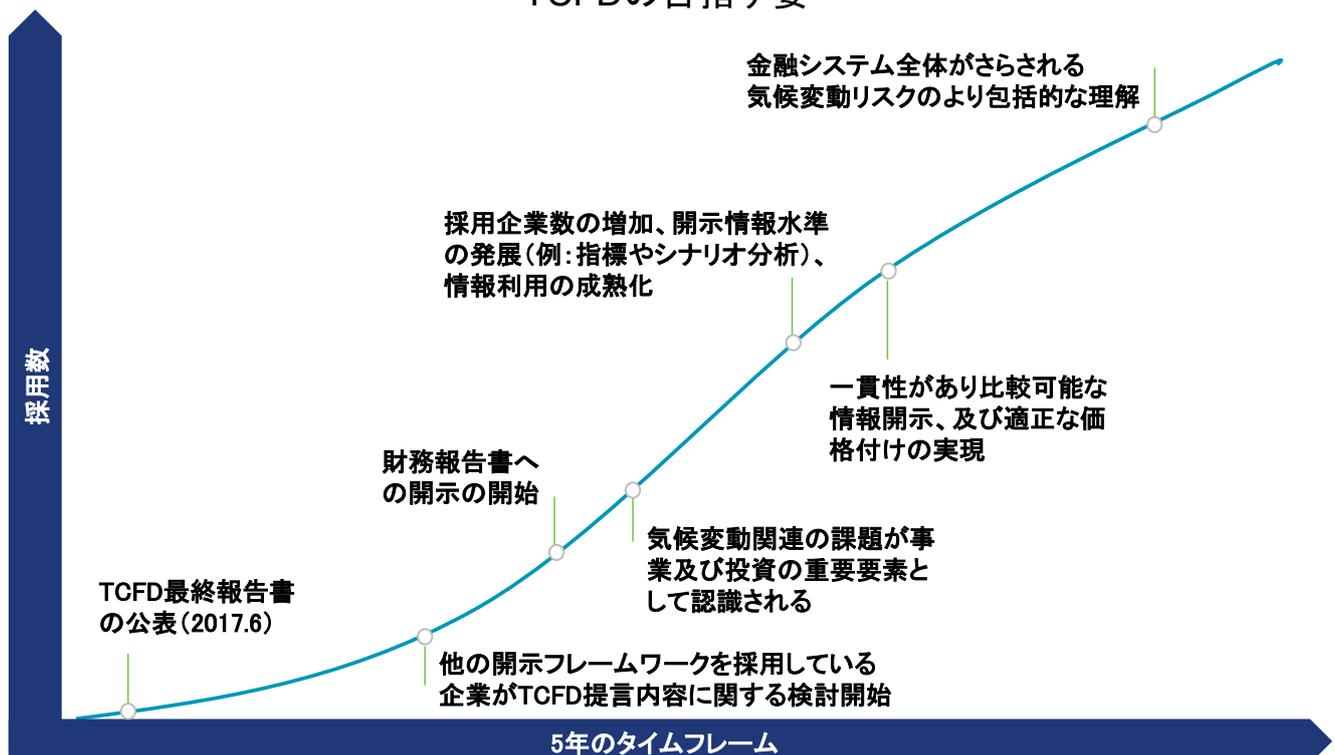 金融システム全体がさらされる
気候変動リスクのより包括的な理解
採用企業数の増加、開示情報水準
の発展（例：指標やシナリオ分析）、
情報利用の成熟化
一貫性があり比較可能な
情報開示、及び適正な価
格付けの実現
採用数
財務報告書へ
の開示の開始
気候変動関連の課題が事
業及び投資の重要要素と
して認識される
TCFD最終報告書
の公表（2017.6）
他の開示フレームワークを採用している
企業がTCFD提言内容に関する検討開始
5年のタイムフレーム